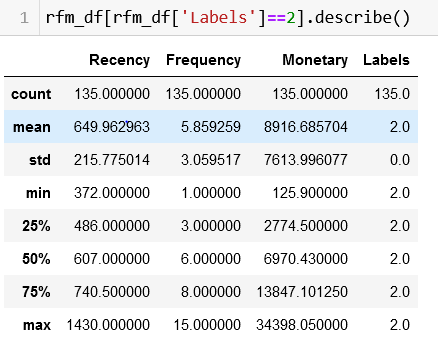 1 rfm_df[rfm_df['Labels']==2].describe()
Recency Frequency Monetary Labels
count 135.000000 135.000000 135.000000 135.0
mean 649.962963 5.859259 8916.685704 2.0
std 215.775014 3.059517 7613.996077 0.0
min 372.000000 1.000000 125.900000 2.0
25% 486.000000 3.000000 2774.500000 2.0
50% 607.000000 6.000000 6970.430000 2.0
75% 740.500000 8.000000 13847.101250 2.0
max 1430.000000 15.000000 34398.050000 2.0